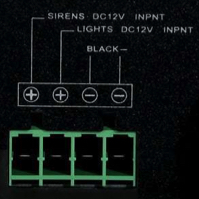 SIRENS DC12V INPNT
LIGHTS DC12V INPNT
BLACK−